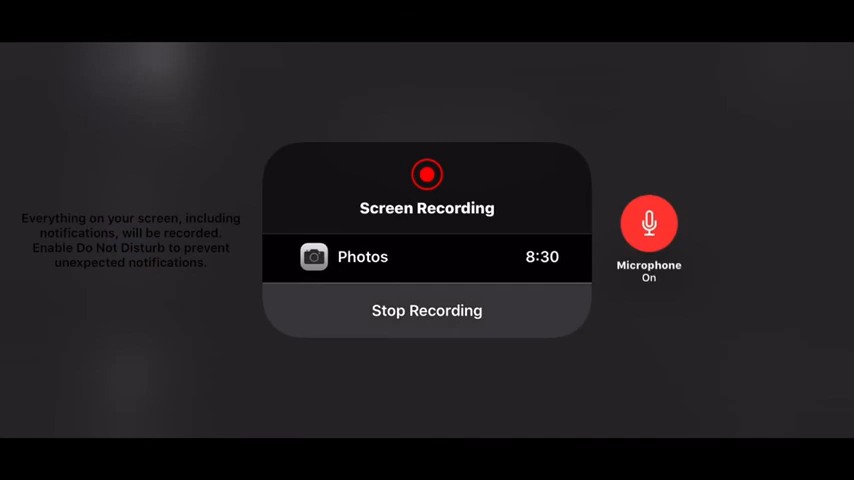 Everything on your screen, including
notifications, will be recorded.
Enable Do Not Disturb to prevent
unexpected notifications.
Screen Recording
Photos 8:30
Stop Recording
Microphone
On